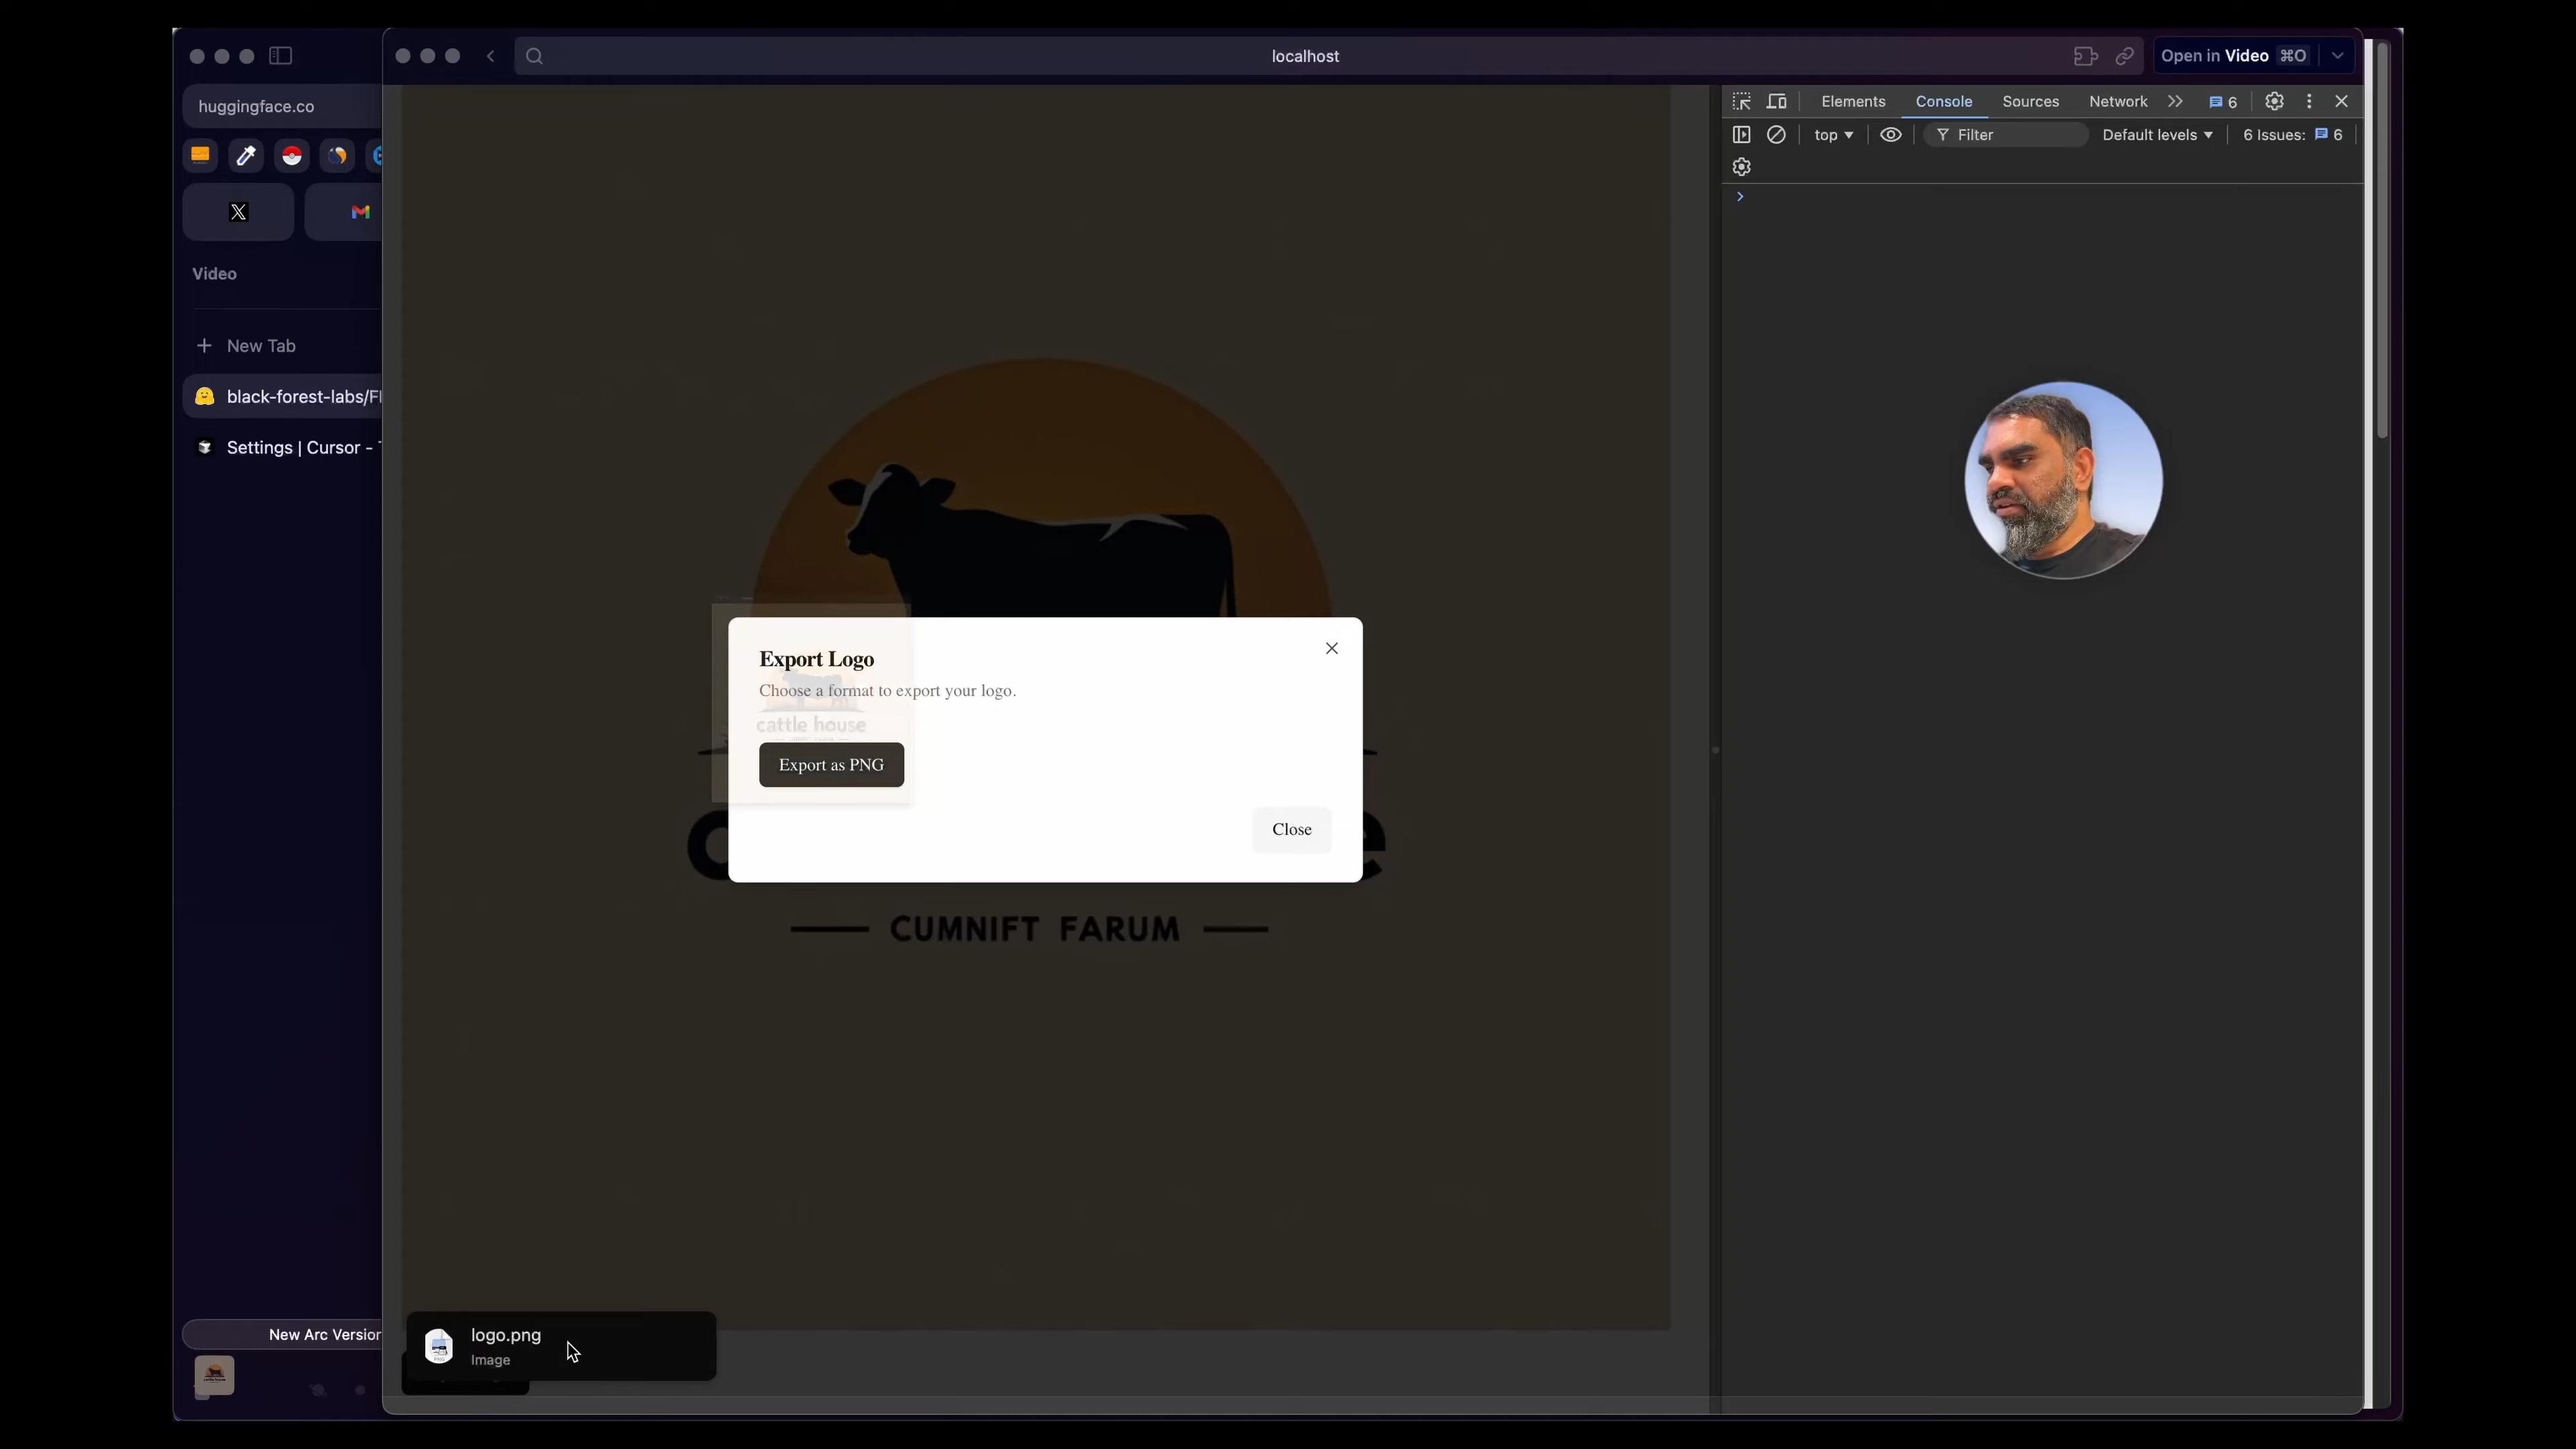 localhost
Open in Video ⌘O
huggingface.co
Video
New Tab
black-forest-labs/Fl
Settings | Cursor -
New Arc Version
Elements
Console
Sources
Network
6
top
Filter
Default levels
6 Issues:
6
Export Logo
Choose a format to export your logo.
cattle house
Export as PNG
Close
c
e
CUMNIFT FARUM
logo.png
Image